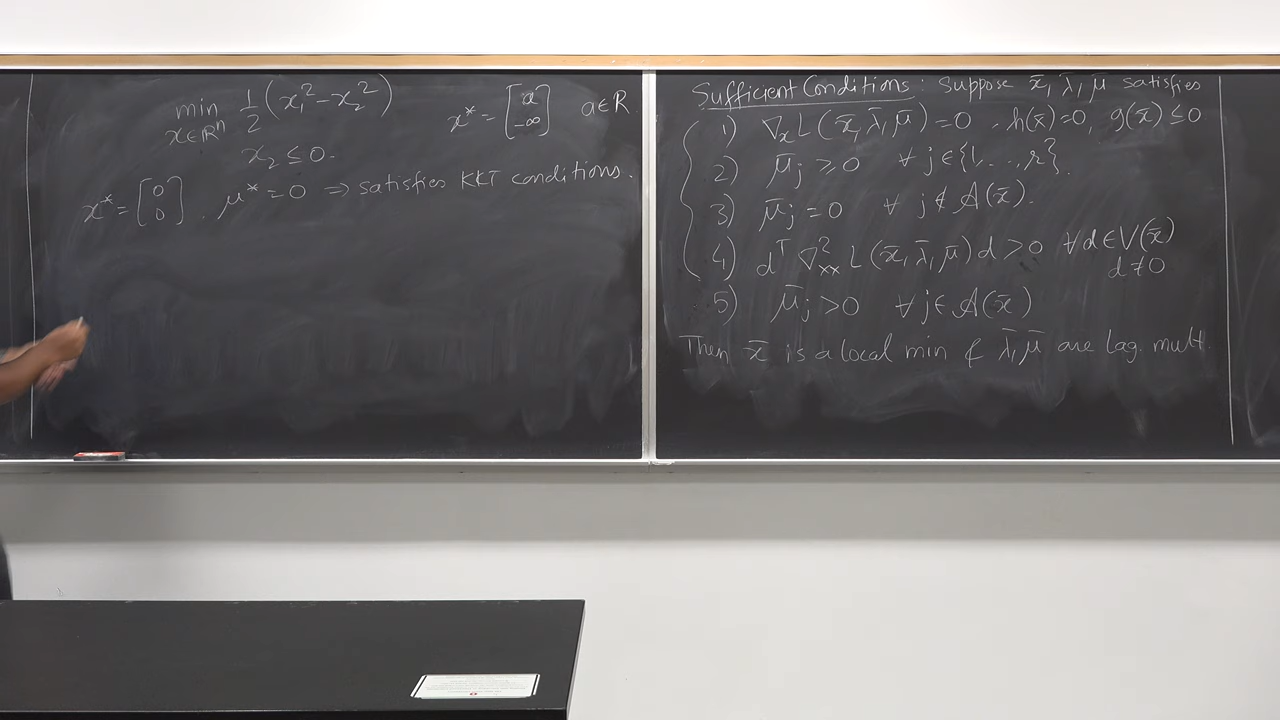 min 1/2 (x₁² − x₂²)
x∈ℝⁿ
x₂ ≤ 0.
x* = [a −∞] a∈R
x* = [0 0] , μ* = 0 ⇒ satisfies KKT conditions.
Sufficient Conditions : Suppose x̄, λ̄, μ̄ satisfies
1) ∇ₓL(x̄, λ̄, μ̄) = 0 , h(x̄)=0, g(x̄) ≤ 0
2) μ̄ⱼ ≥ 0 ∀ j∈{1,...,r}.
3) μ̄ⱼ = 0 ∀ j∉A(x̄).
4) dᵀ∇²ₓₓ L(x̄, λ̄, μ̄)d > 0 ∀d∈V(x̄)
d≠0
5) μ̄ⱼ > 0 ∀j∈A(x̄)
Then x̄ is a local min & λ̄, μ̄ are Lag. mult.